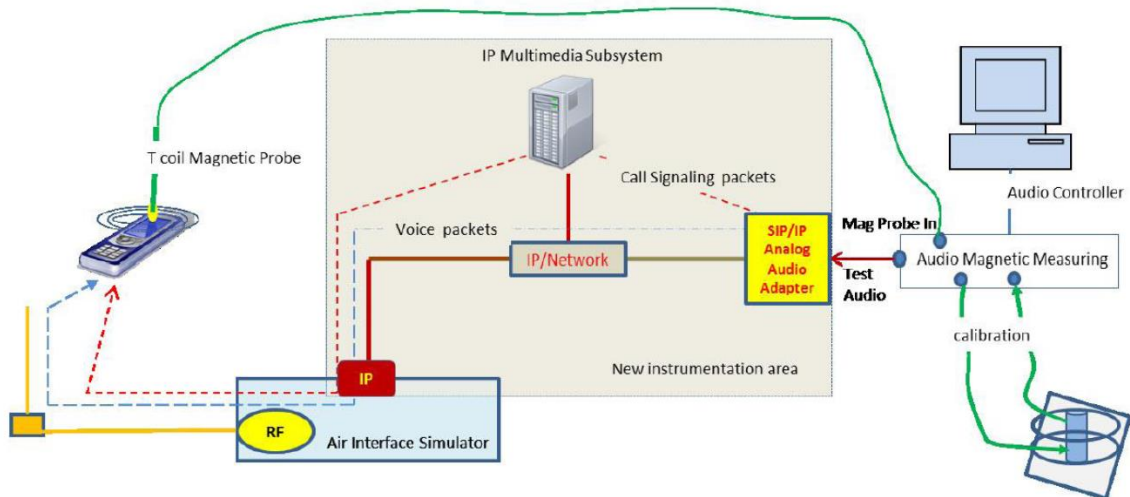 IP Multimedia Subsystem
T coil Magnetic Probe
Call Signaling packets
Audio Controller
Voice packets
Mag Probe In
SIP/IP
Analog
Audio
Adapter
IP/Network
Audio Magnetic Measuring
Test
Audio
calibration
New instrumentation area
IP
RF
Air Interface Simulator